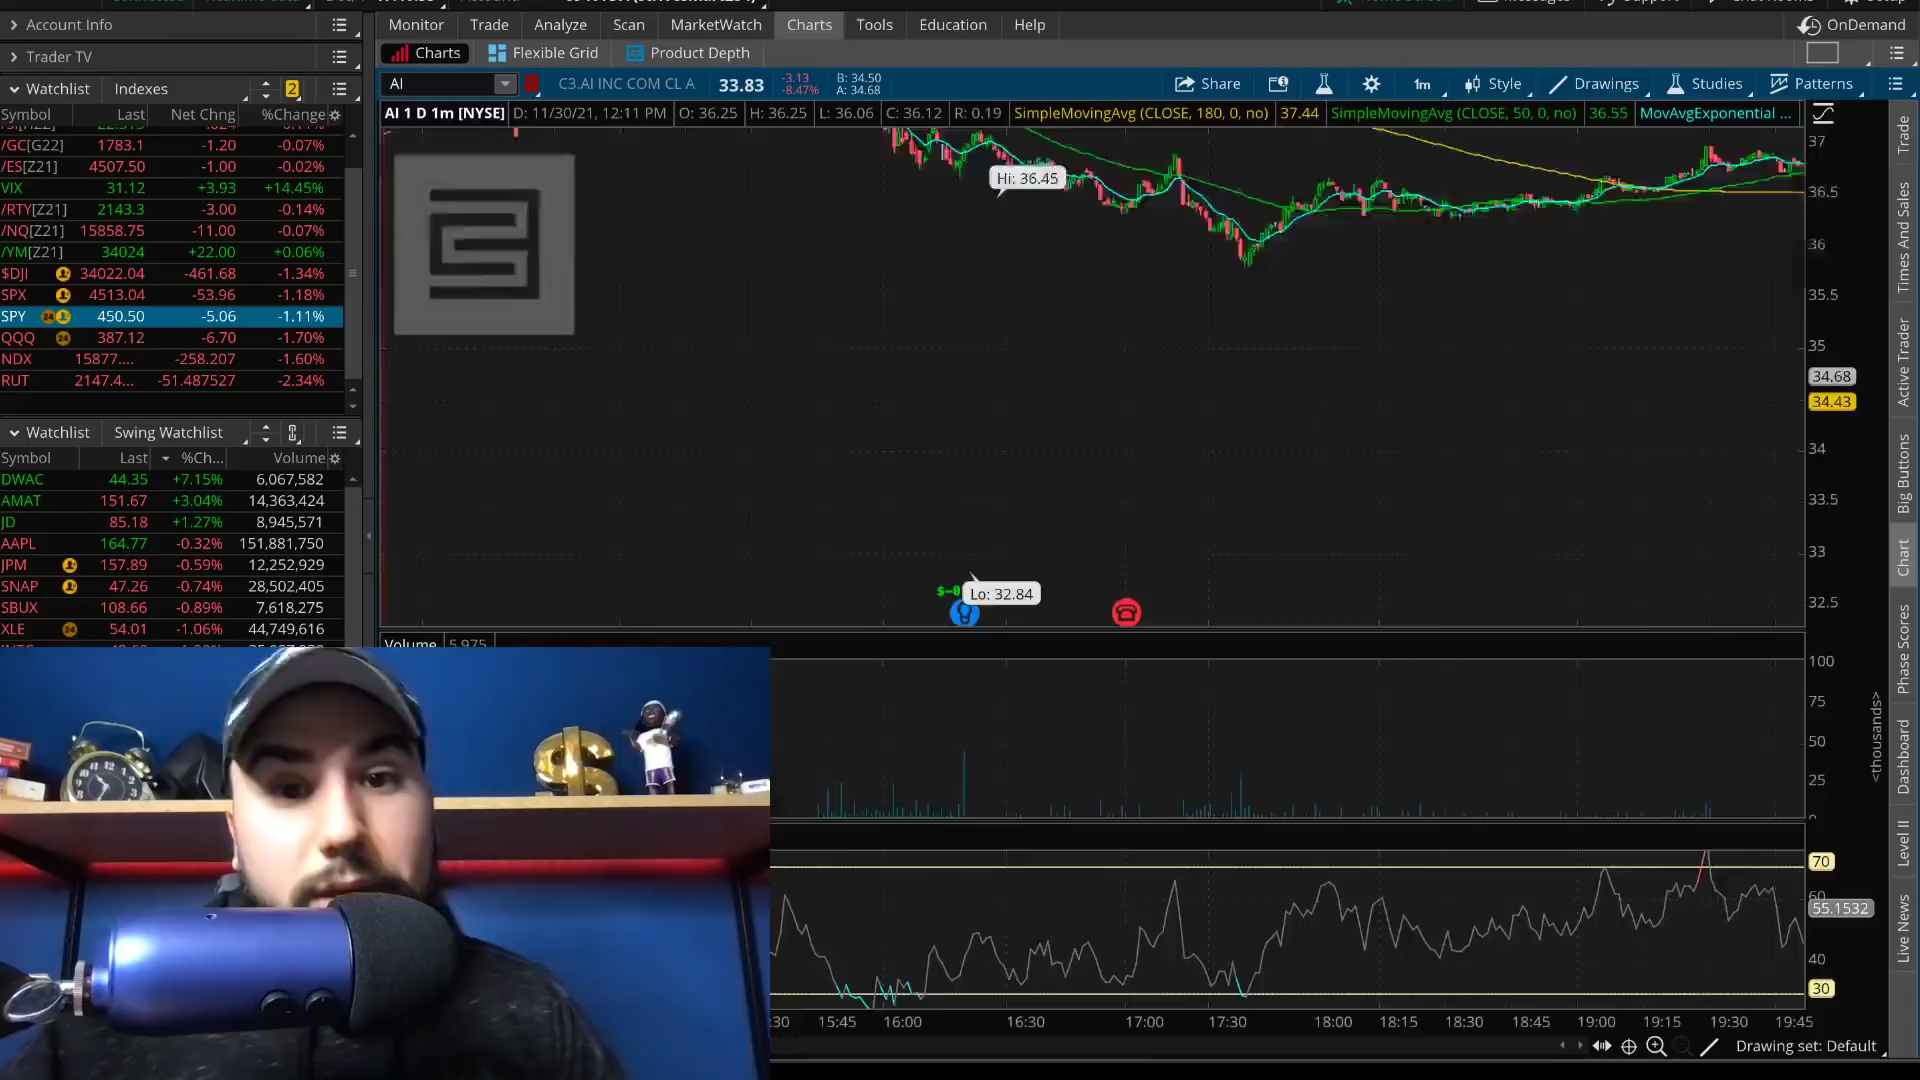 Account Info
Monitor Trade Analyze Scan MarketWatch Charts Tools Education Help
OnDemand
Trader TV
Charts Flexible Grid Product Depth
Watchlist Indexes 2
AI C3.AI INC COM CL A 33.83 -3.13 -8.47% B: 34.50 A: 34.68 Share 1m Style Drawings Studies Patterns
Symbol Last Net Chng %Change
AI 1 D 1m [NYSE] D: 11/30/21, 12:11 PM O: 36.25 H: 36.25 L: 36.06 C: 36.12 R: 0.19 SimpleMovingAvg (CLOSE, 180, 0, no) 37.44 SimpleMovingAvg (CLOSE, 50, 0, no) 36.55 MovAvgExponential ...
/GC[G22] 1783.1 -1.20 -0.07%
/ES[Z21] 4507.50 -1.00 -0.02%
VIX 31.12 +3.93 +14.45%
/RTY[Z21] 2143.3 -3.00 -0.14%
/NQ[Z21] 15858.75 -11.00 -0.07%
/YM[Z21] 34024 +22.00 +0.06%
$DJI 34022.04 -461.68 -1.34%
SPX 4513.04 -53.96 -1.18%
SPY 24 450.50 -5.06 -1.11%
QQQ 24 387.12 -6.70 -1.70%
NDX 15877.... -258.207 -1.60%
RUT 2147.4... -51.487527 -2.34%
Watchlist Swing Watchlist
Symbol Last %Ch... Volume
DWAC 44.35 +7.15% 6,067,582
AMAT 151.67 +3.04% 14,363,424
JD 85.18 +1.27% 8,945,571
AAPL 164.77 -0.32% 151,881,750
JPM 157.89 -0.59% 12,252,929
SNAP 47.26 -0.74% 28,502,405
SBUX 108.66 -0.89% 7,618,275
XLE 24 54.01 -1.06% 44,749,616
Hi: 36.45
Lo: 32.84
37
36.5
36
35.5
35
34.68
34.43
34
33.5
33
32.5
Volume 5,975
100
75
50
25
<thousands>
70
60
55.1532
40
30
:30 15:45 16:00 16:30 17:00 17:30 18:00 18:15 18:30 18:45 19:00 19:15 19:30 19:45
Drawing set: Default
Trade
Times And Sales
Active Trader
Big Buttons
Chart
Phase Scores
Dashboard
Level II
Live News